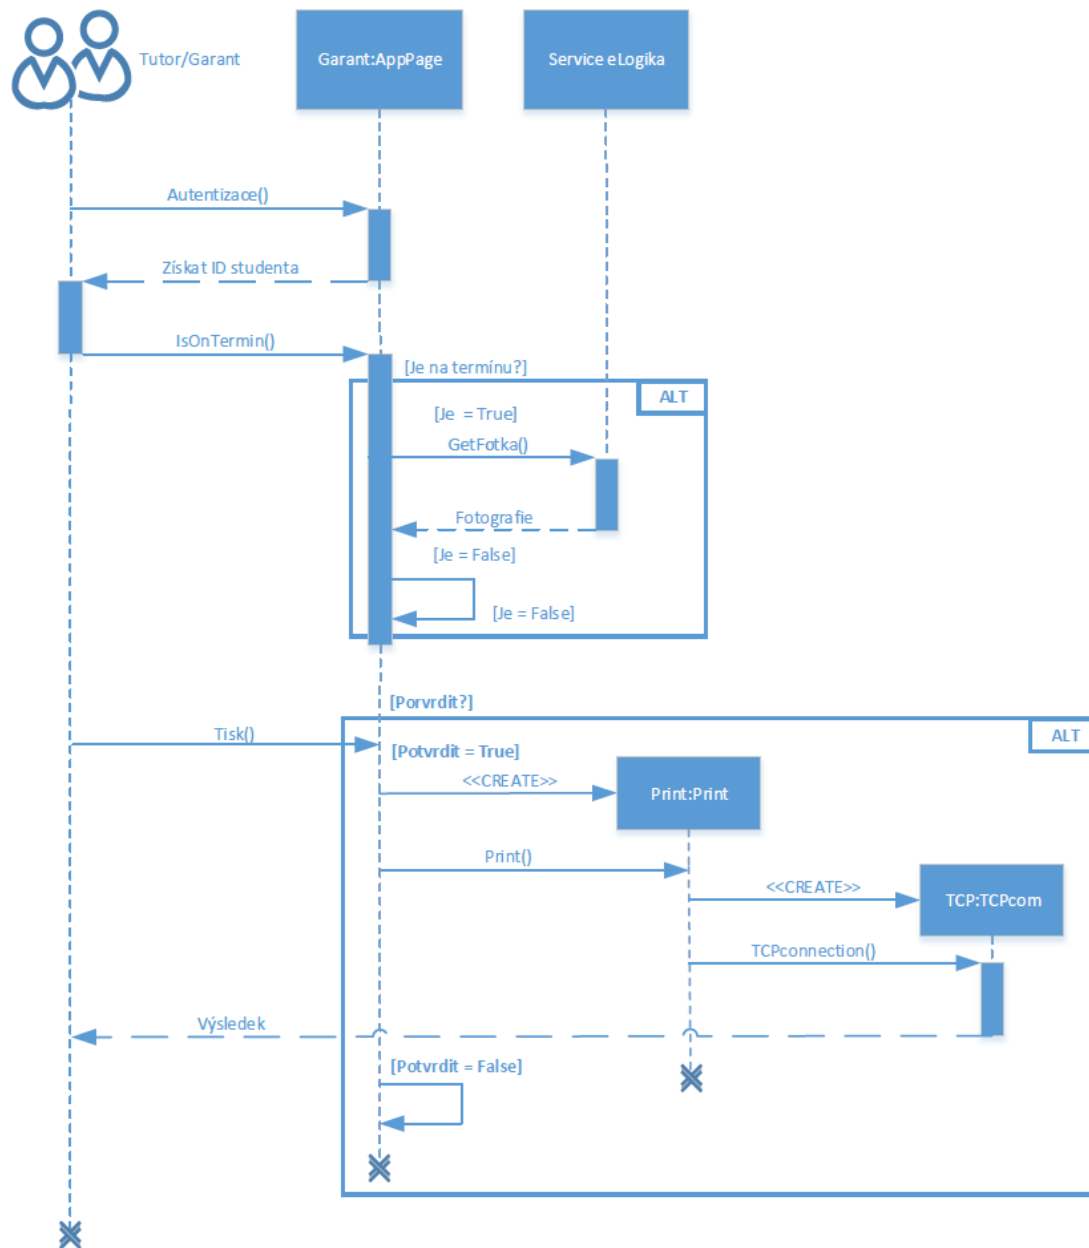 Tutor/Garant
Garant:AppPage
Service eLogika
Autentizace()
Získat ID studenta
IsOnTermin()
[Je na termínu?]
ALT
[Je = True]
GetFotka()
Fotografie
[Je = False]
[Je = False]
[Porvrdit?]
Tisk()
ALT
[Potvrdit = True]
<<CREATE>>
Print:Print
Print()
<<CREATE>>
TCP:TCPcom
TCPconnection()
Výsledek
[Potvrdit = False]